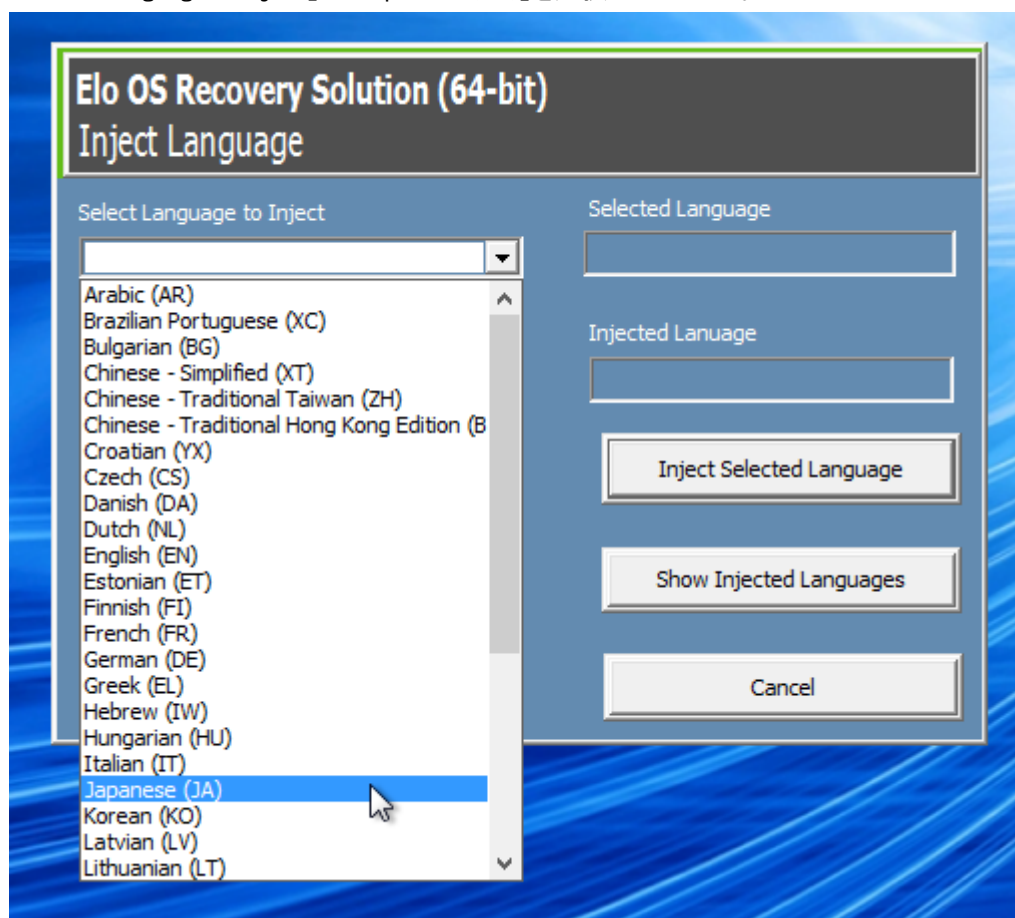 Elo OS Recovery Solution (64-bit)
Inject Language
Select Language to Inject
Arabic (AR)
Brazilian Portuguese (XC)
Bulgarian (BG)
Chinese - Simplified (XT)
Chinese - Traditional Taiwan (ZH)
Chinese - Traditional Hong Kong Edition (B
Croatian (YX)
Czech (CS)
Danish (DA)
Dutch (NL)
English (EN)
Estonian (ET)
Finnish (FI)
French (FR)
German (DE)
Greek (EL)
Hebrew (IW)
Hungarian (HU)
Italian (IT)
Japanese (JA)
Korean (KO)
Latvian (LV)
Lithuanian (LT)
Selected Language
Injected Lanuage
Inject Selected Language
Show Injected Languages
Cancel